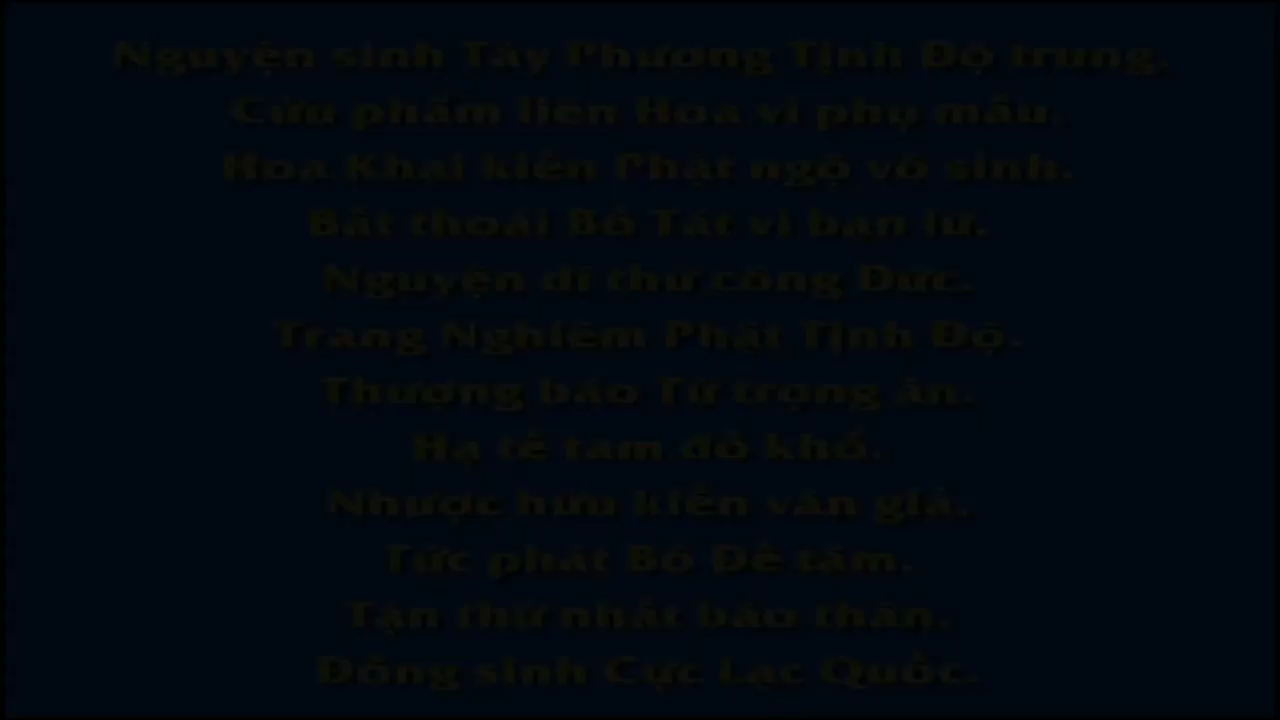 Nguyện sinh Tây Phương Tịnh Độ trung.
Cửu phẩm liên Hoa vi phụ mẫu.
Hoa Khai kiến Phật ngộ vô sinh.
Bất thoái Bồ Tát vi bạn lử.
Nguyện dĩ thử công Đức.
Trang Nghiêm Phật Tịnh Độ.
Thượng báo Tứ trọng ân.
Hạ tế tam đồ khổ.
Nhược hữu kiến văn giả.
Tức phát Bồ Đề tâm.
Tận thử nhất báo thân.
Đồng sinh Cực Lạc Quốc.